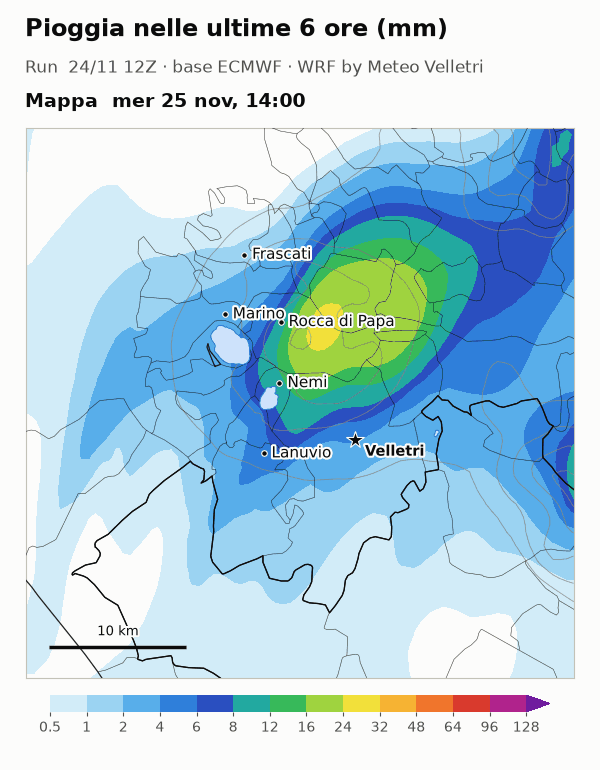 Pioggia nelle ultime 6 ore (mm)
Run  24/11 12Z · base ECMWF · WRF by Meteo Velletri
Mappa  mer 25 nov, 14:00
Frascati
Marino
Rocca di Papa
Nemi
Velletri
Lanuvio
10 km
0.5 1 2 4 6 8 12 16 24 32 48 64 96 128